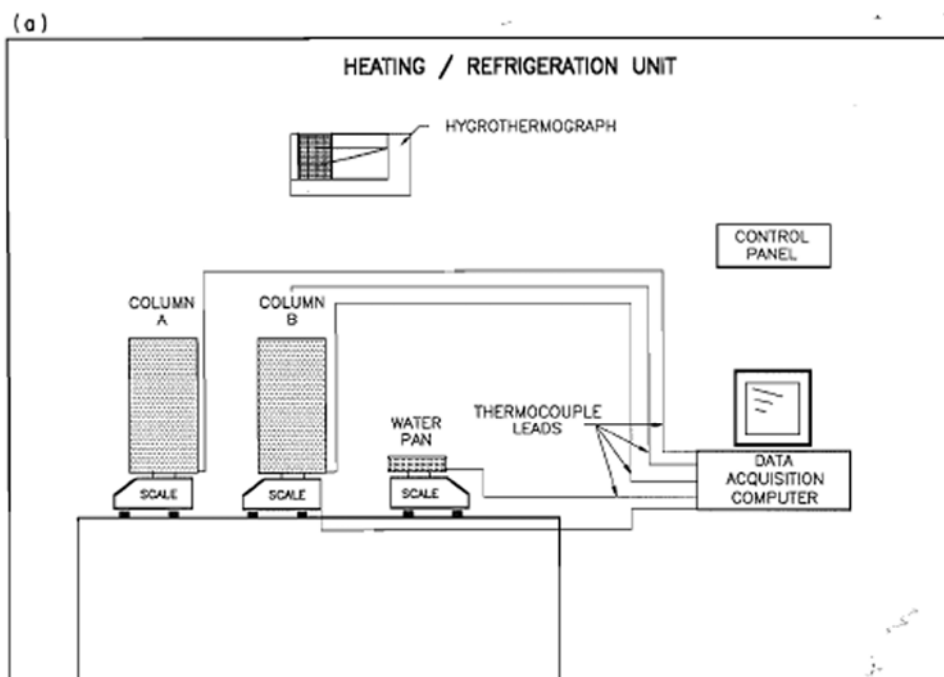 (a)
HEATING / REFRIGERATION UNIT
HYGROTHERMOGRAPH
CONTROL
PANEL
COLUMN
A
COLUMN
B
WATER
PAN
THERMOCOUPLE
LEADS
DATA
ACQUISITION
COMPUTER
SCALE
SCALE
SCALE